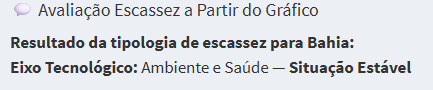 Avaliação Escassez a Partir do Gráfico
Resultado da tipologia de escassez para Bahia:
Eixo Tecnológico: Ambiente e Saúde — Situação Estável